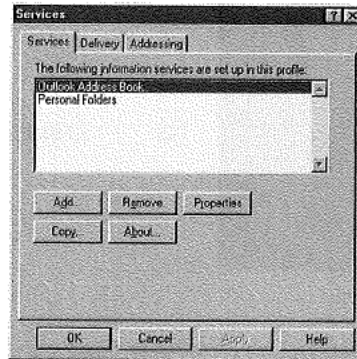 Services
Services Delivery Addressing
The following information services are set up in this profile:
Outlook Address Book
Personal Folders
Add... Remove Properties
Copy... About...
OK Cancel Apply Help